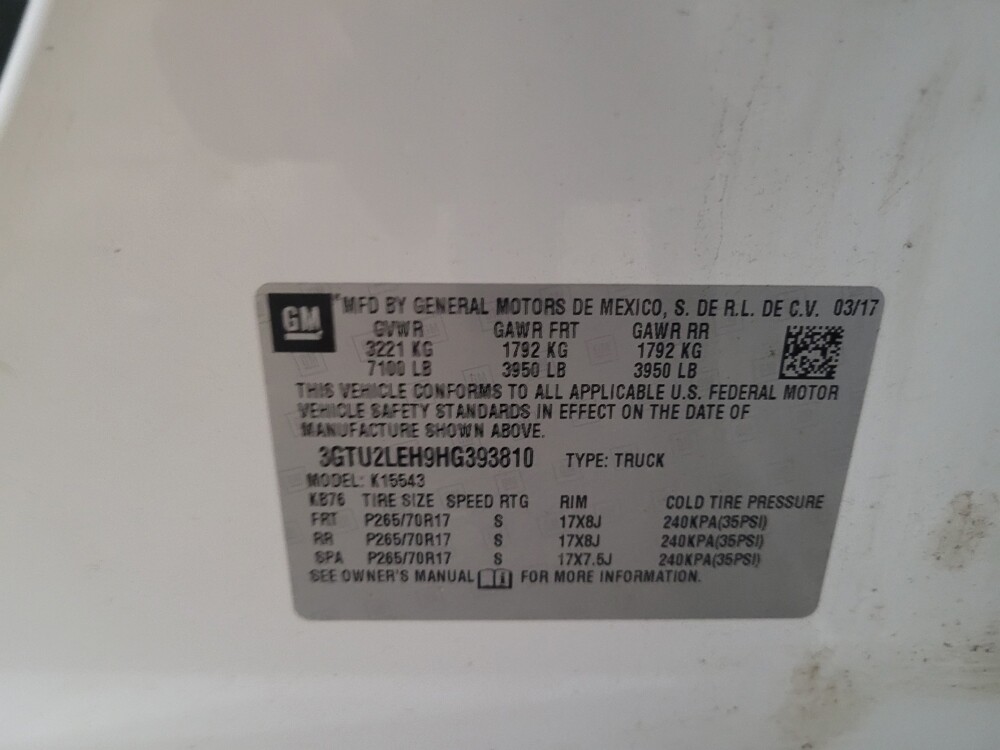 GM
MFD BY GENERAL MOTORS DE MEXICO, S. DE R.L. DE C.V. 03/17
GVWR GAWR FRT GAWR RR
3221 KG 1792 KG 1792 KG
7100 LB 3950 LB 3950 LB
THIS VEHICLE CONFORMS TO ALL APPLICABLE U.S. FEDERAL MOTOR
VEHICLE SAFETY STANDARDS IN EFFECT ON THE DATE OF
MANUFACTURE SHOWN ABOVE.
3GTU2LEH9HG393810 TYPE: TRUCK
MODEL: K15543
KB76 TIRE SIZE SPEED RTG RIM COLD TIRE PRESSURE
FRT P265/70R17 S 17X8J 240KPA(35PSI)
RR P265/70R17 S 17X8J 240KPA(35PSI)
SPA P265/70R17 S 17X7.5J 240KPA(35PSI)
SEE OWNER'S MANUAL FOR MORE INFORMATION.